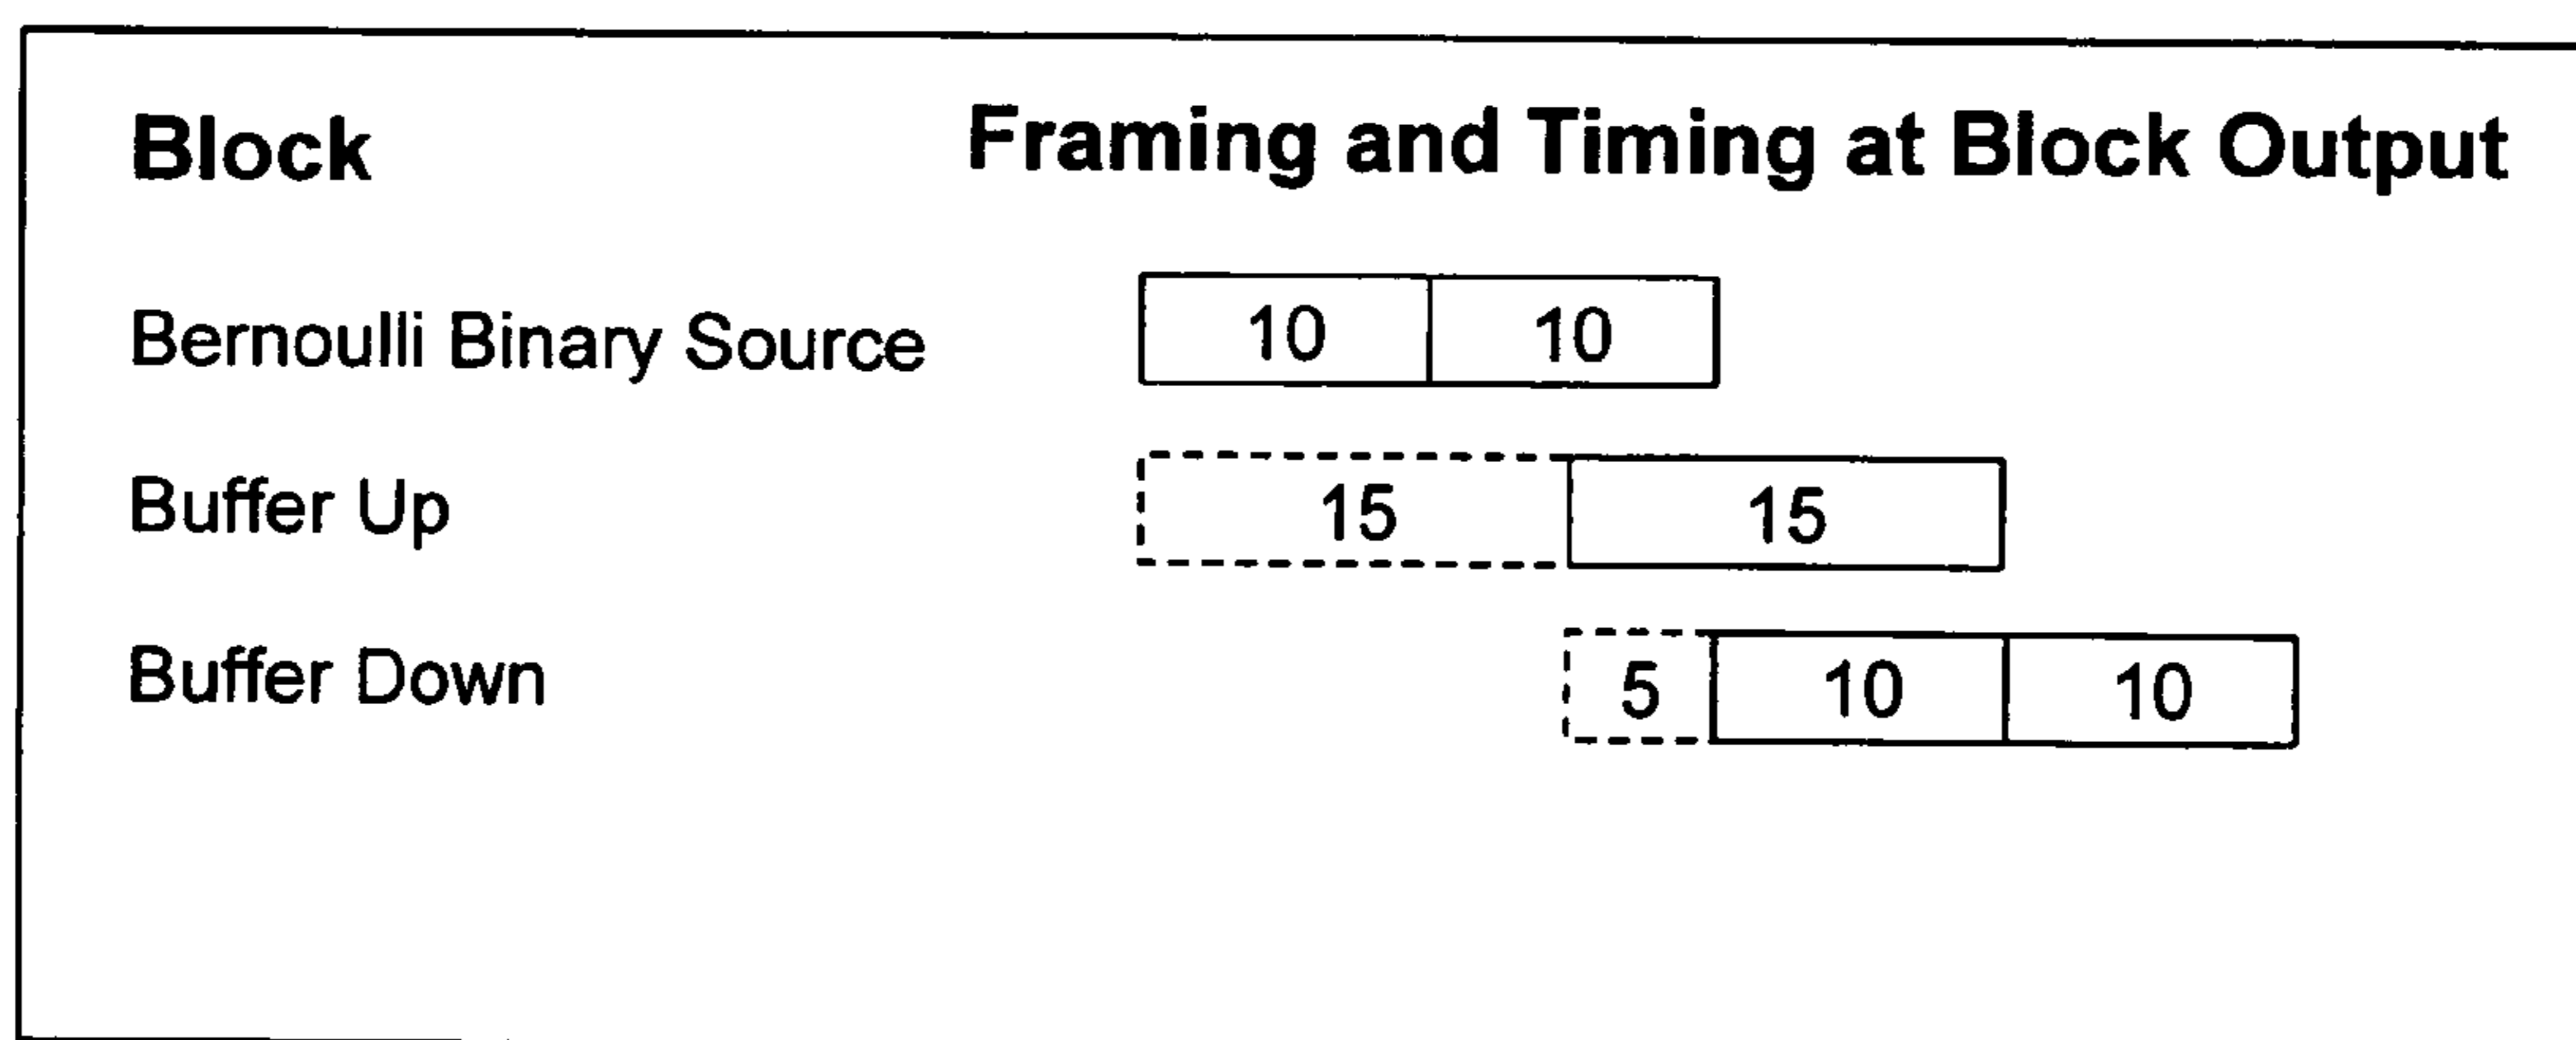 Block Framing and Timing at Block Output
Bernoulli Binary Source 10 10
Buffer Up 15 15
Buffer Down 5 10 10